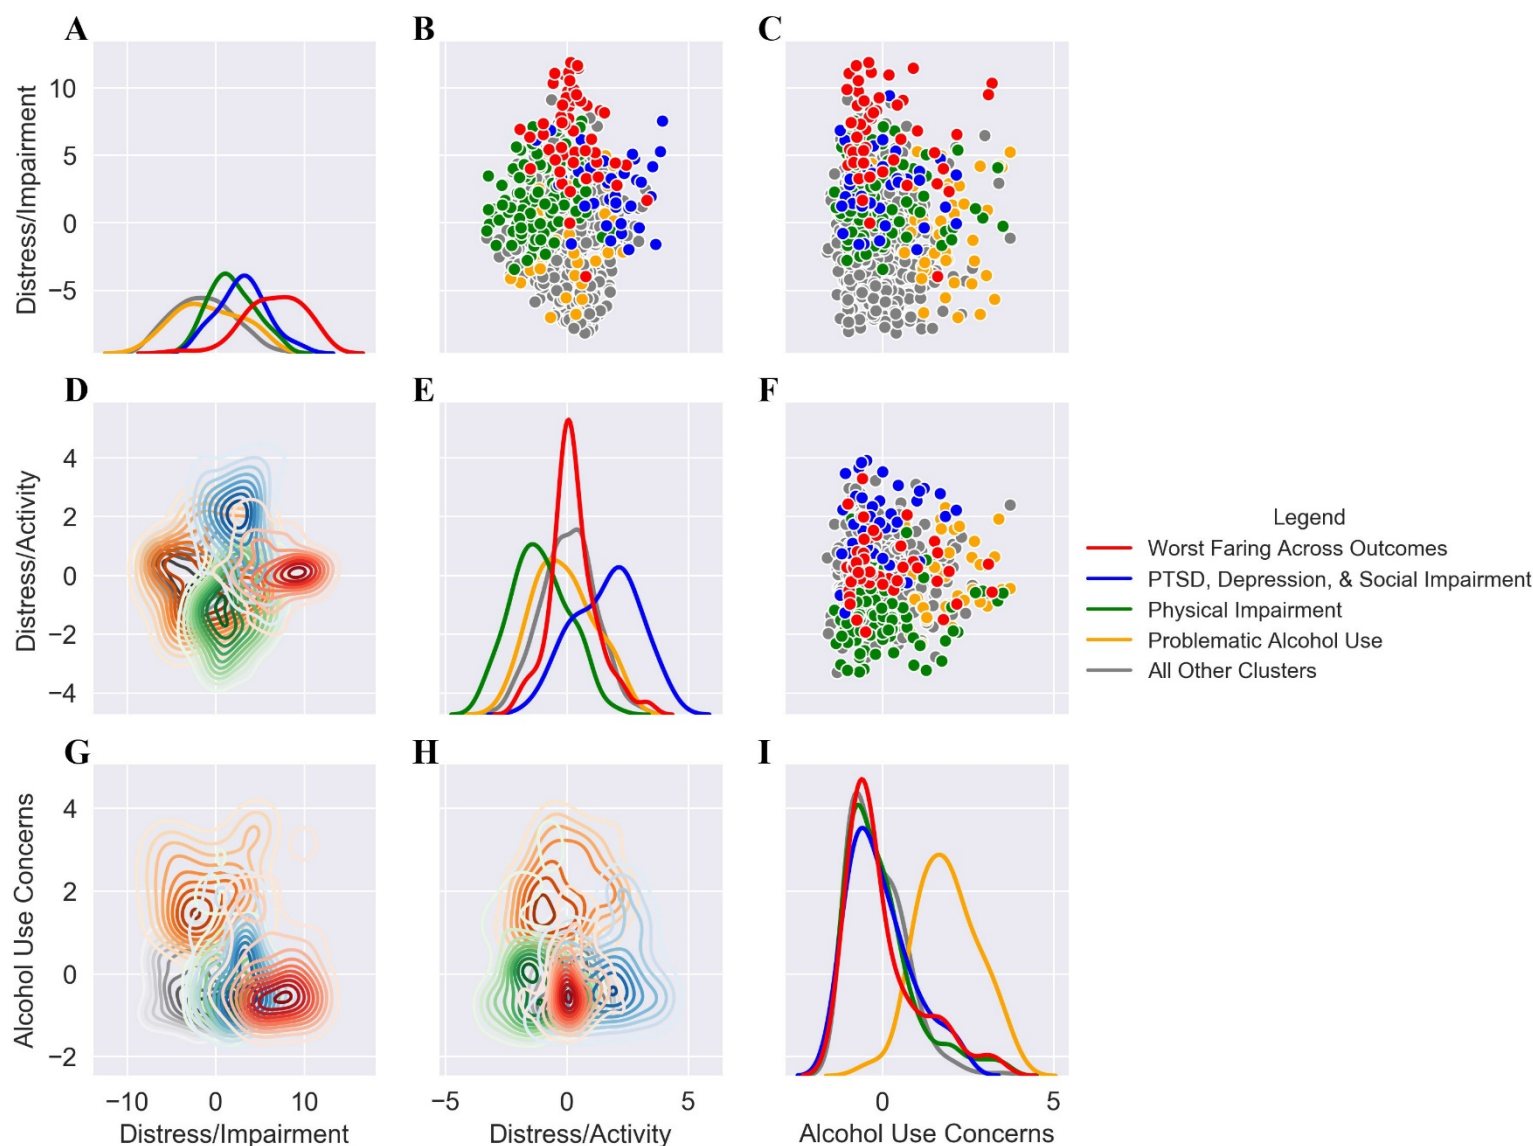 A
B
C
Distress/Impairment
10
5
0
−5
D
E
F
Distress/Activity
4
2
0
−2
−4
Legend
Worst Faring Across Outcomes
PTSD, Depression, & Social Impairment
Physical Impairment
Problematic Alcohol Use
All Other Clusters
G
H
I
Alcohol Use Concerns
4
2
0
−2
−10 0 10
−5 0 5
0 5
Distress/Impairment
Distress/Activity
Alcohol Use Concerns